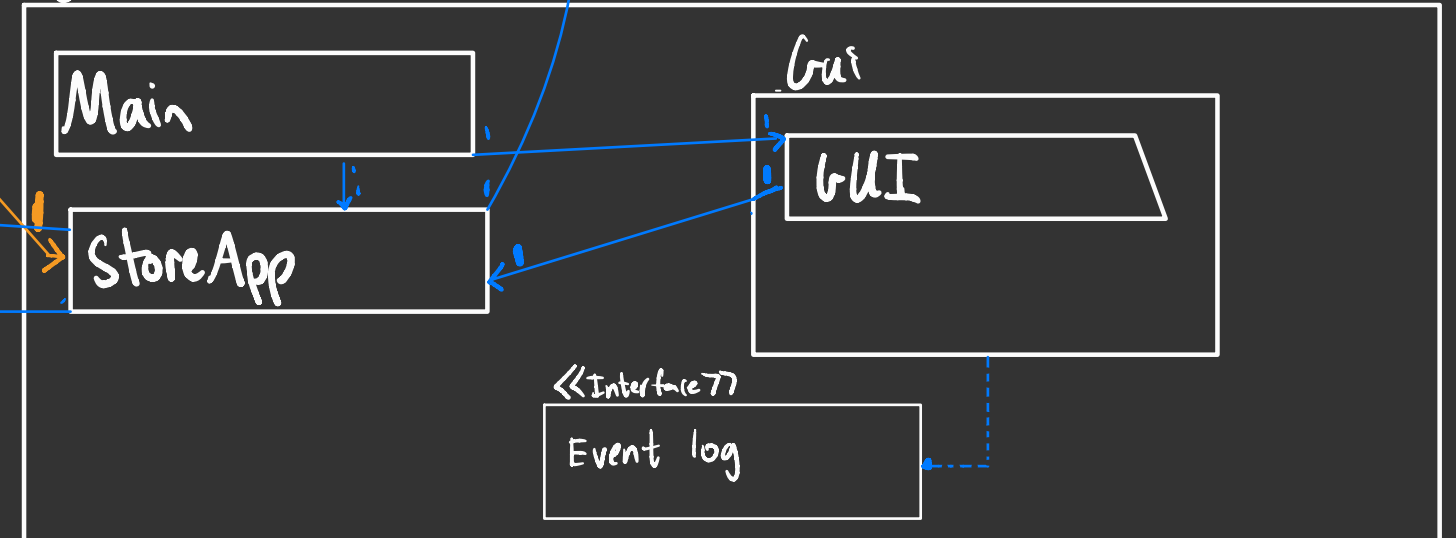 Main
Gui
GUI
StoreApp
<<Interface>>
Event log